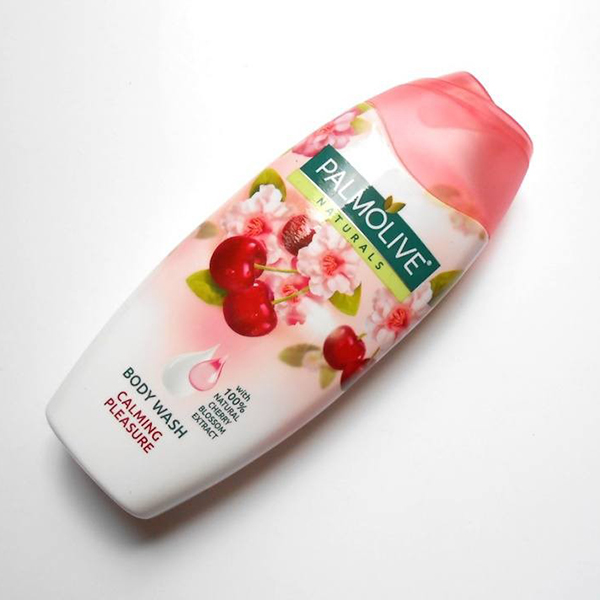 PALMOLIVE®
NATURALS
BODY WASH
CALMING
PLEASURE
with
100%
NATURAL
CHERRY
BLOSSOM
EXTRACT